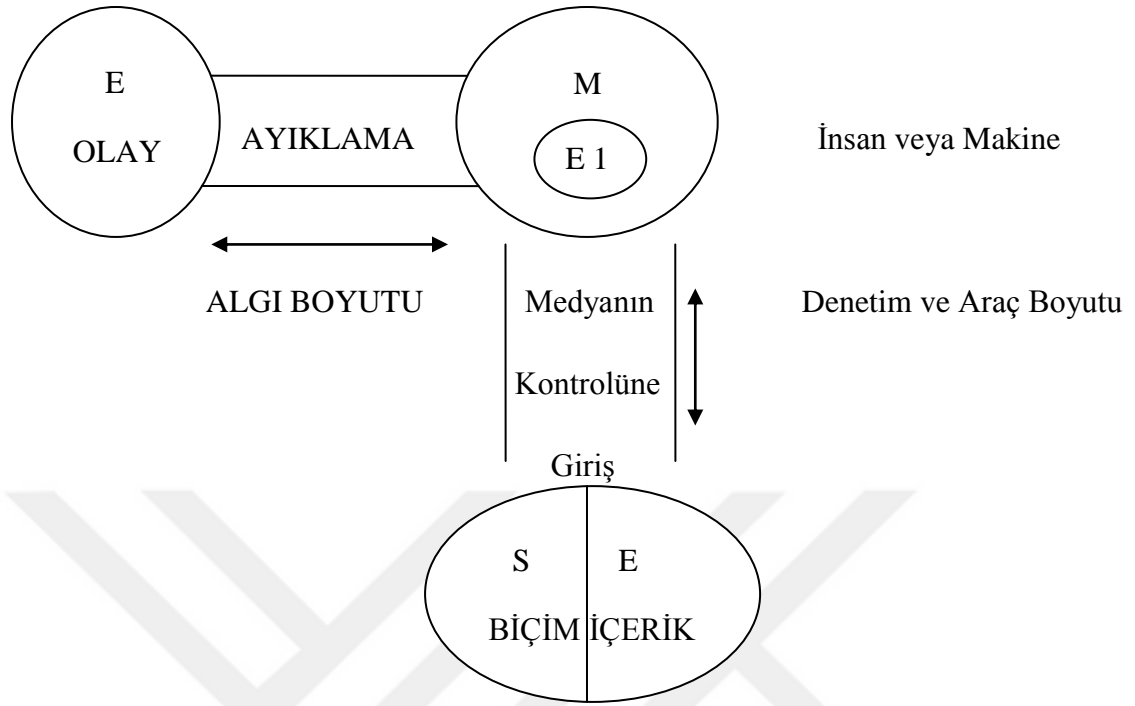 E
OLAY
AYIKLAMA
M
E 1
İnsan veya Makine
ALGI BOYUTU
Medyanın
Kontrolüne
Giriş
Denetim ve Araç Boyutu
S
E
BİÇİM
İÇERİK